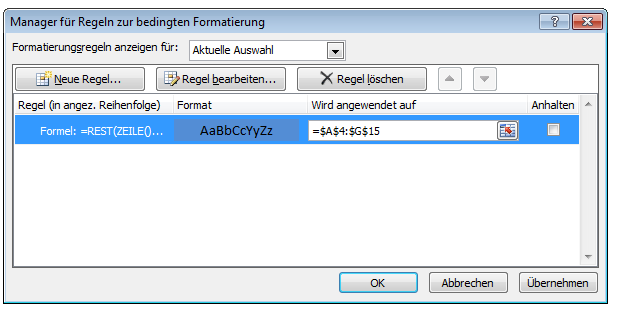 Manager für Regeln zur bedingten Formatierung
Formatierungsregeln anzeigen für: Aktuelle Auswahl
Neue Regel... Regel bearbeiten... Regel löschen
Regel (in angez. Reihenfolge) Format Wird angewendet auf Anhalten
Formel: =REST(ZEILE()... AaBbCcYyZz =$A$4:$G$15
OK Abbrechen Übernehmen